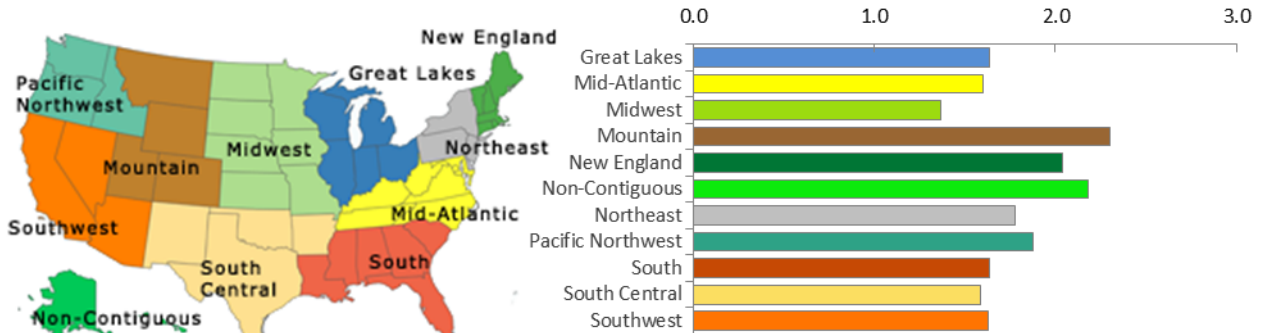 New England
Great Lakes
Pacific
Northwest
Northeast
Midwest
Mountain
Mid-Atlantic
Southwest
South
South
Central
Non-Contiguous
0.0 1.0 2.0 3.0
Great Lakes
Mid-Atlantic
Midwest
Mountain
New England
Non-Contiguous
Northeast
Pacific Northwest
South
South Central
Southwest